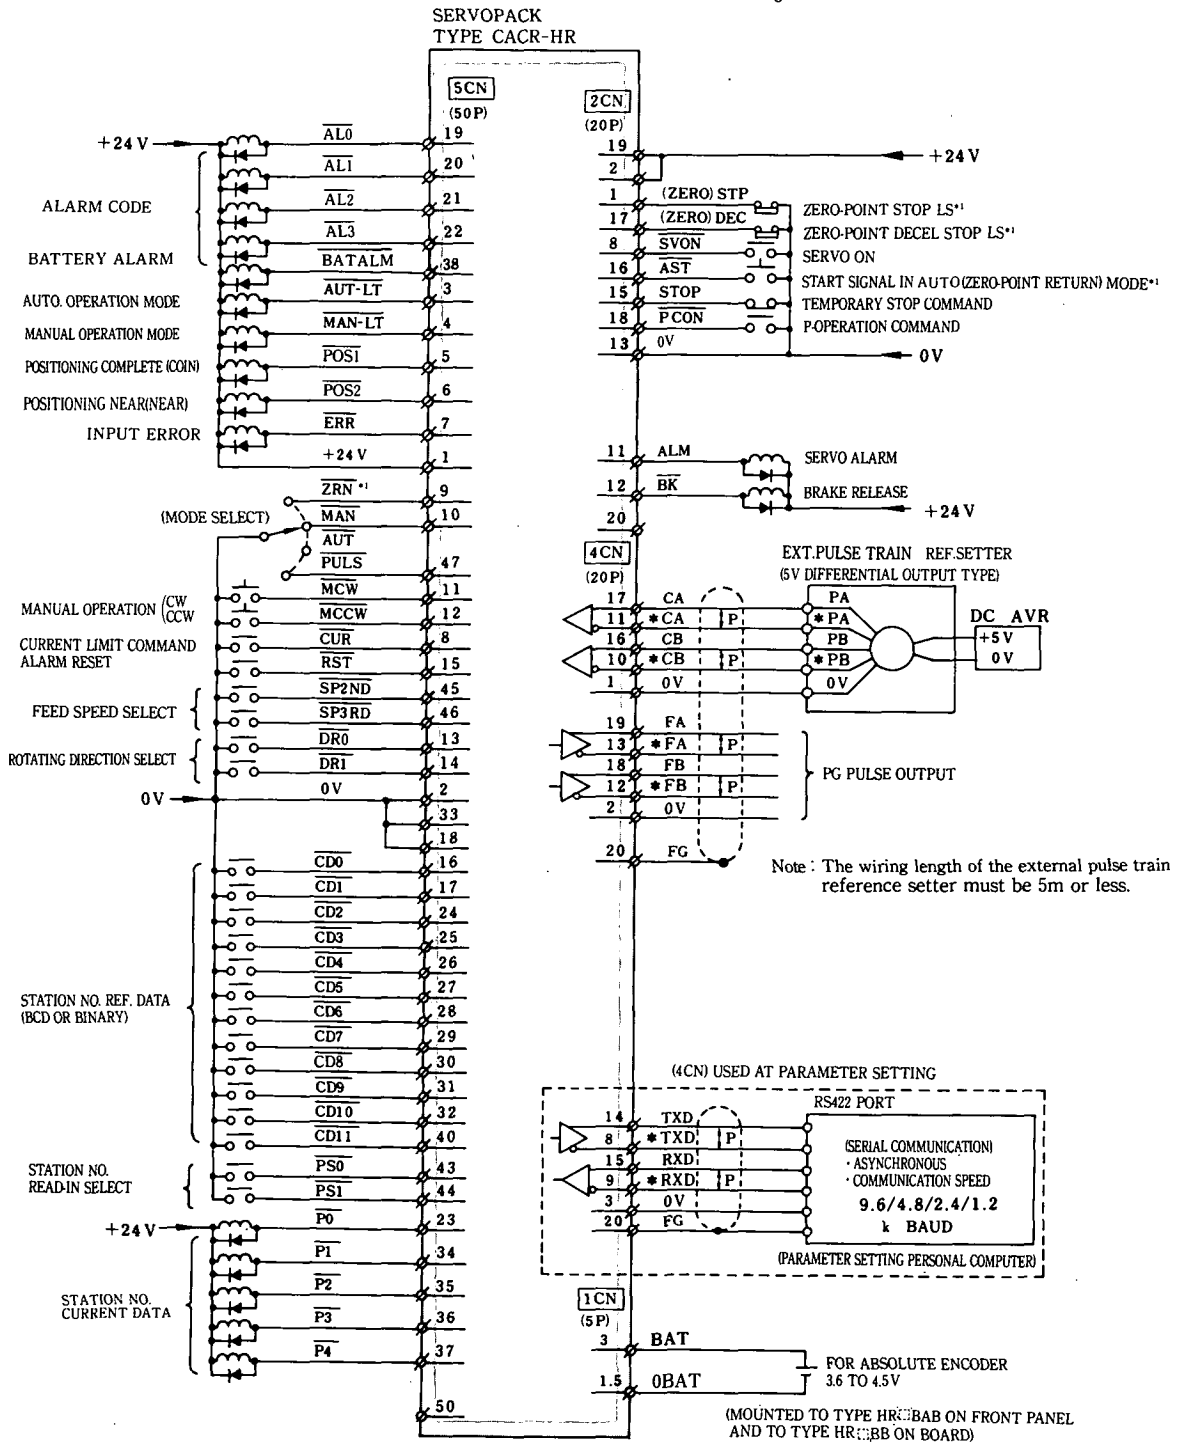 SERVOPACK
TYPE CACR-HR
5CN
(50P)
+24V
AL0 19
AL1 20
AL2 21
AL3 22
ALARM CODE
BATTERY ALARM
BATALM 38
AUTO. OPERATION MODE
AUT-LT 3
MANUAL OPERATION MODE
MAN-LT 4
POSITIONING COMPLETE (COIN)
POS1 5
POSITIONING NEAR(NEAR)
POS2 6
INPUT ERROR
ERR 7
+24V 1
ZRN *1 9
(MODE SELECT)
MAN 10
AUT
PULS 47
MANUAL OPERATION (CW
CCW
MCW 11
MCCW 12
CURRENT LIMIT COMMAND
CUR 8
ALARM RESET
RST 15
FEED SPEED SELECT
SP2ND 45
SP3RD 46
ROTATING DIRECTION SELECT
DR0 13
DR1 14
0V
0V 2
33
18
CD0 16
CD1 17
CD2 24
CD3 25
CD4 26
CD5 27
CD6 28
CD7 29
CD8 30
CD9 31
CD10 32
CD11 40
STATION NO. REF. DATA
(BCD OR BINARY)
STATION NO.
READ-IN SELECT
PS0 43
PS1 44
+24V
P0 23
P1 34
P2 35
P3 36
P4 37
STATION NO.
CURRENT DATA
50
2CN
(20P)
19
+24V
2
1 (ZERO) STP ZERO-POINT STOP LS*1
17 (ZERO) DEC ZERO-POINT DECEL STOP LS*1
8 SVON SERVO ON
16 AST START SIGNAL IN AUTO(ZERO-POINT RETURN) MODE*1
15 STOP TEMPORARY STOP COMMAND
18 PCON P-OPERATION COMMAND
13 0V 0V
11 ALM SERVO ALARM
12 BK BRAKE RELEASE
+24V
20
4CN
(20P)
EXT.PULSE TRAIN REF.SETTER
(5V DIFFERENTIAL OUTPUT TYPE)
17 CA PA
11 *CA P *PA
16 CB PB
10 *CB P *PB
1 0V 0V
DC AVR
+5V
0V
19 FA
13 *FA P
18 FB
12 *FB P
2 0V
PG PULSE OUTPUT
20 FG
Note : The wiring length of the external pulse train
reference setter must be 5m or less.
(4CN) USED AT PARAMETER SETTING
RS422 PORT
14 TXD
8 *TXD P
15 RXD
9 *RXD P
3 0V
20 FG
(SERIAL COMMUNICATION)
· ASYNCHRONOUS
· COMMUNICATION SPEED
9.6/4.8/2.4/1.2
k BAUD
(PARAMETER SETTING PERSONAL COMPUTER)
1CN
(5P)
3 BAT
1.5 0BAT
FOR ABSOLUTE ENCODER
3.6 TO 4.5V
(MOUNTED TO TYPE HR□BAB ON FRONT PANEL
AND TO TYPE HR□BB ON BOARD)